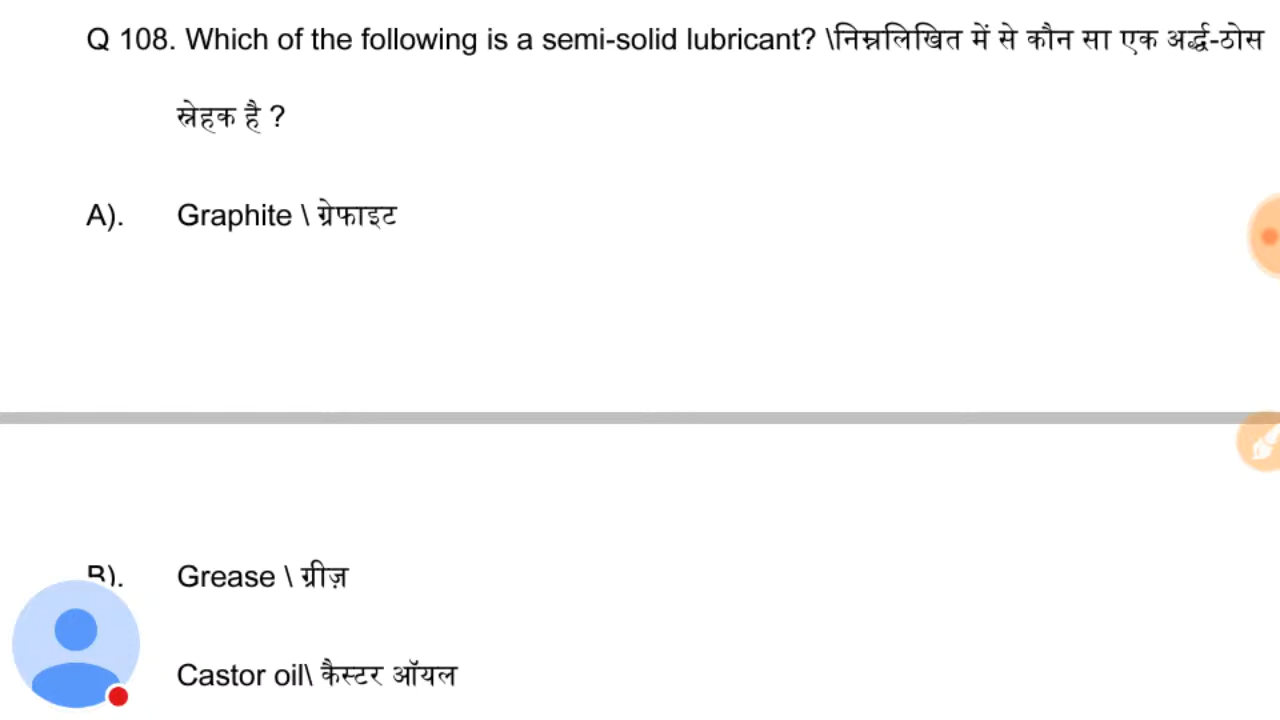 Q 108. Which of the following is a semi-solid lubricant? \निम्नलिखित में से कौन सा एक अर्द्ध-ठोस
स्नेहक है ?
A). Graphite \ ग्रेफाइट
B). Grease \ ग्रीज़
Castor oil\ कैस्टर ऑयल